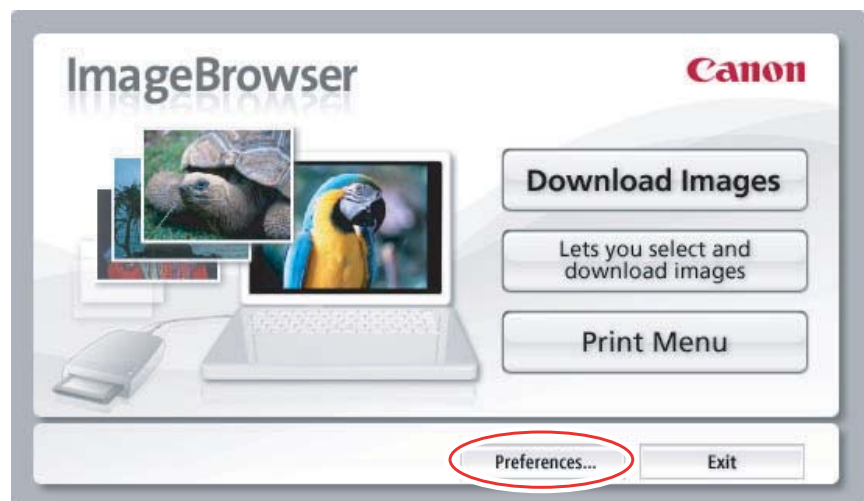 ImageBrowser
Canon
Download Images
Lets you select and
download images
Print Menu
Preferences...
Exit